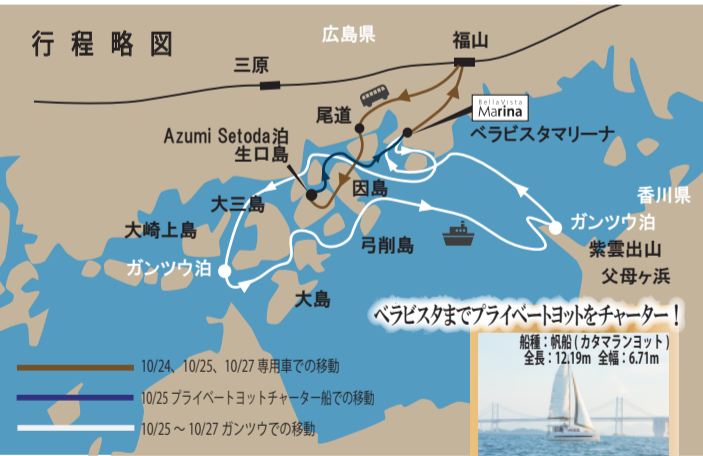 行程略図
広島県
福山
三原
尾道
BellaVista
Marina
ベラビスタマリーナ
Azumi Setoda泊
生口島
因島
香川県
大三島
ガンツウ泊
大崎上島
弓削島
紫雲出山
ガンツウ泊
父母ヶ浜
大島
ベラビスタまでプライベートヨットをチャーター！
船種：帆船(カタマランヨット)
全長：12.19m 全幅：6.71m
10/24、10/25、10/27 専用車での移動
10/25 プライベートヨットチャーター船での移動
10/25 ～ 10/27 ガンツウでの移動